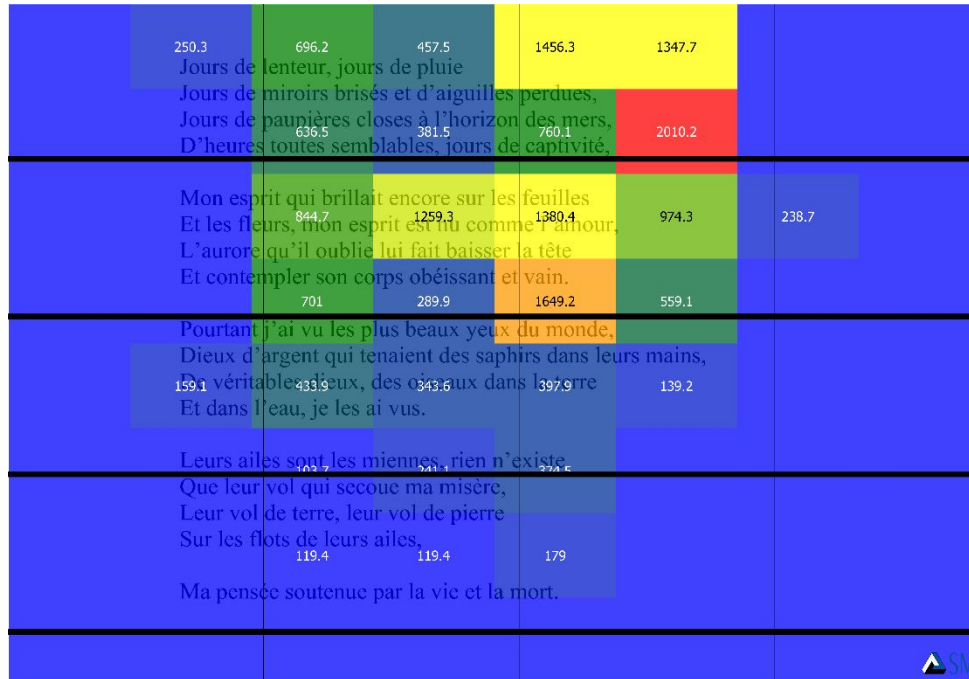 250.3 696.2 457.5 1456.3 1347.7
Jours de lenteur, jours de pluie
Jours de miroirs brisés et d'aiguilles perdues,
Jours de paupières closes à l'horizon des mers,
636.5 381.5 760.1 2010.2
D'heures toutes semblables, jours de captivité,
Mon esprit qui brillait encore sur les feuilles
844.7 1259.3 1380.4 974.3 238.7
Et les fleurs, mon esprit est nu comme l'amour,
L'aurore qu'il oublie lui fait baisser la tête
Et contempler son corps obéissant et vain.
701 289.9 1649.2 559.1
Pourtant j'ai vu les plus beaux yeux du monde,
Dieux d'argent qui tenaient des saphirs dans leurs mains,
159.1 433.9 343.6 397.9 139.2
De véritables dieux, des oiseaux dans la terre
Et dans l'eau, je les ai vus.
Leurs ailes sont les miennes, rien n'existe
103.7 241.1 374.5
Que leur vol qui secoue ma misère,
Leur vol de terre, leur vol de pierre
Sur les flots de leurs ailes,
119.4 119.4 179
Ma pensée soutenue par la vie et la mort.
SM